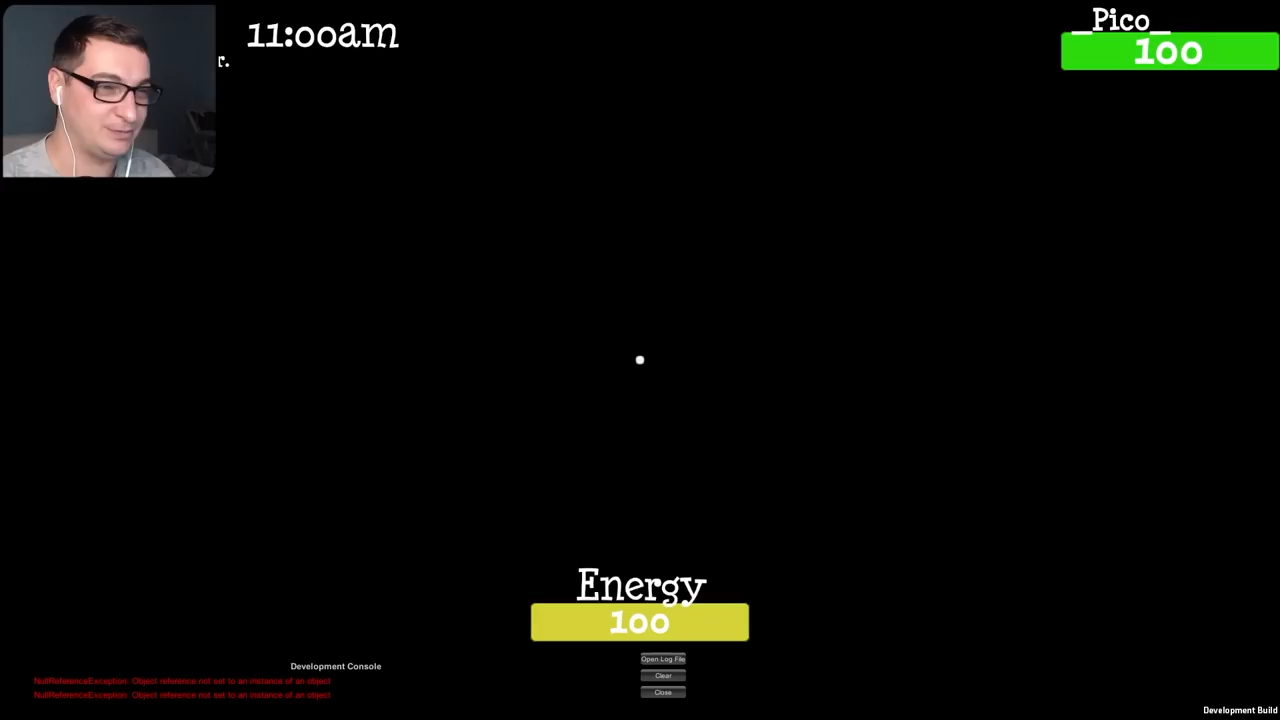 11:00am
r.
_Pico_
100
Energy
100
Open Log File
Development Console
Clear
NullReferenceException: Object reference not set to an instance of an object
Close
NullReferenceException: Object reference not set to an instance of an object
Development Build